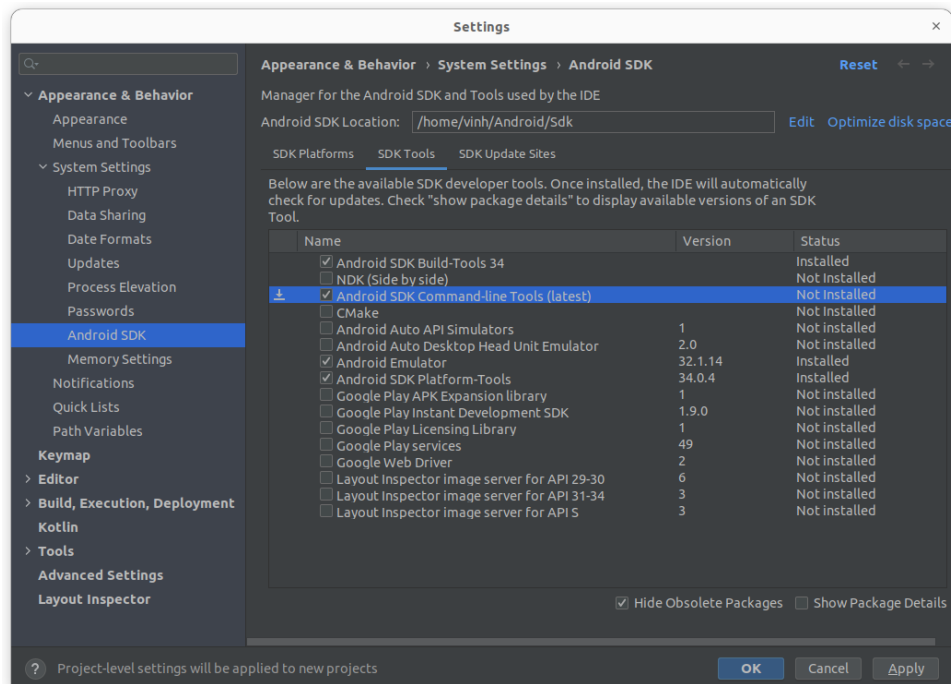 Settings
Appearance & Behavior › System Settings › Android SDK Reset
Manager for the Android SDK and Tools used by the IDE
Android SDK Location: /home/vinh/Android/Sdk Edit Optimize disk space
Appearance & Behavior
Appearance
Menus and Toolbars
System Settings
HTTP Proxy
Data Sharing
Date Formats
Updates
Process Elevation
Passwords
Android SDK
Memory Settings
Notifications
Quick Lists
Path Variables
Keymap
Editor
Build, Execution, Deployment
Kotlin
Tools
Advanced Settings
Layout Inspector
SDK Platforms SDK Tools SDK Update Sites
Below are the available SDK developer tools. Once installed, the IDE will automatically
check for updates. Check "show package details" to display available versions of an SDK
Tool.
Name Version Status
Android SDK Build-Tools 34 Installed
NDK (Side by side) Not Installed
Android SDK Command-line Tools (latest) Not Installed
CMake Not Installed
Android Auto API Simulators 1 Not installed
Android Auto Desktop Head Unit Emulator 2.0 Not installed
Android Emulator 32.1.14 Installed
Android SDK Platform-Tools 34.0.4 Installed
Google Play APK Expansion library 1 Not installed
Google Play Instant Development SDK 1.9.0 Not installed
Google Play Licensing Library 1 Not installed
Google Play services 49 Not installed
Google Web Driver 2 Not installed
Layout Inspector image server for API 29-30 6 Not installed
Layout Inspector image server for API 31-34 3 Not installed
Layout Inspector image server for API S 3 Not installed
Hide Obsolete Packages Show Package Details
? Project-level settings will be applied to new projects
OK Cancel Apply